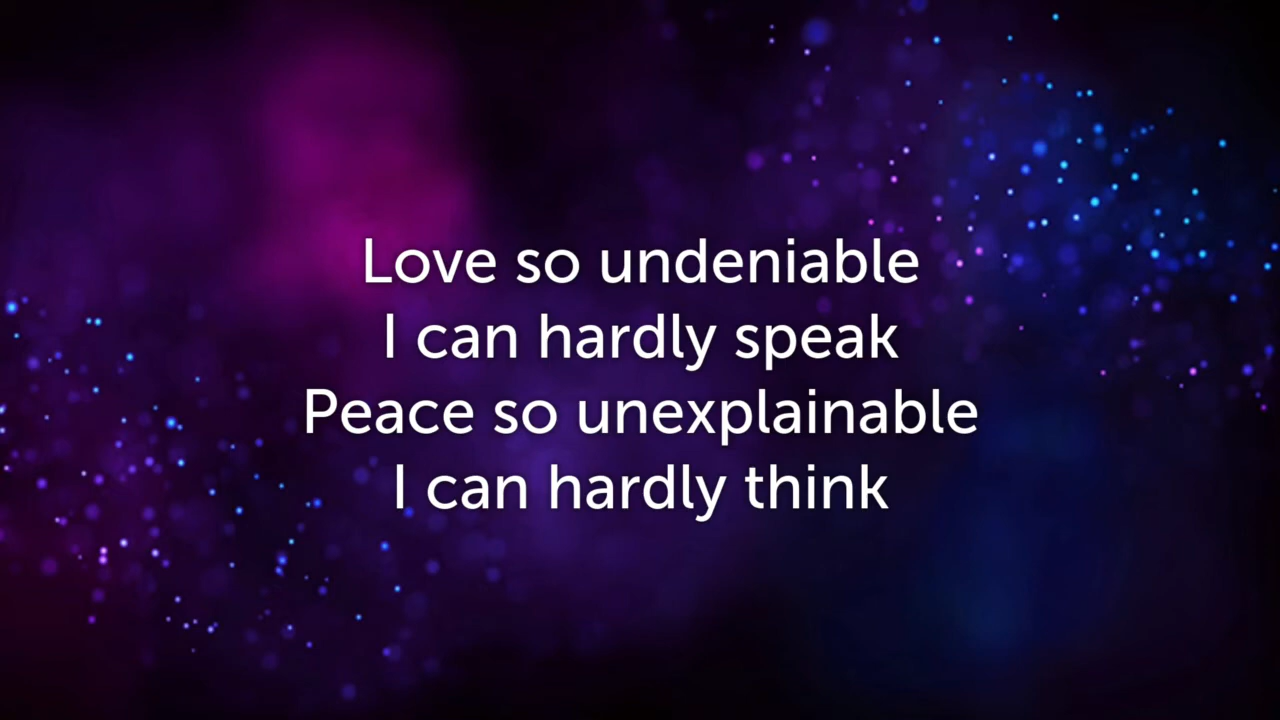 Love so undeniable
I can hardly speak
Peace so unexplainable
I can hardly think